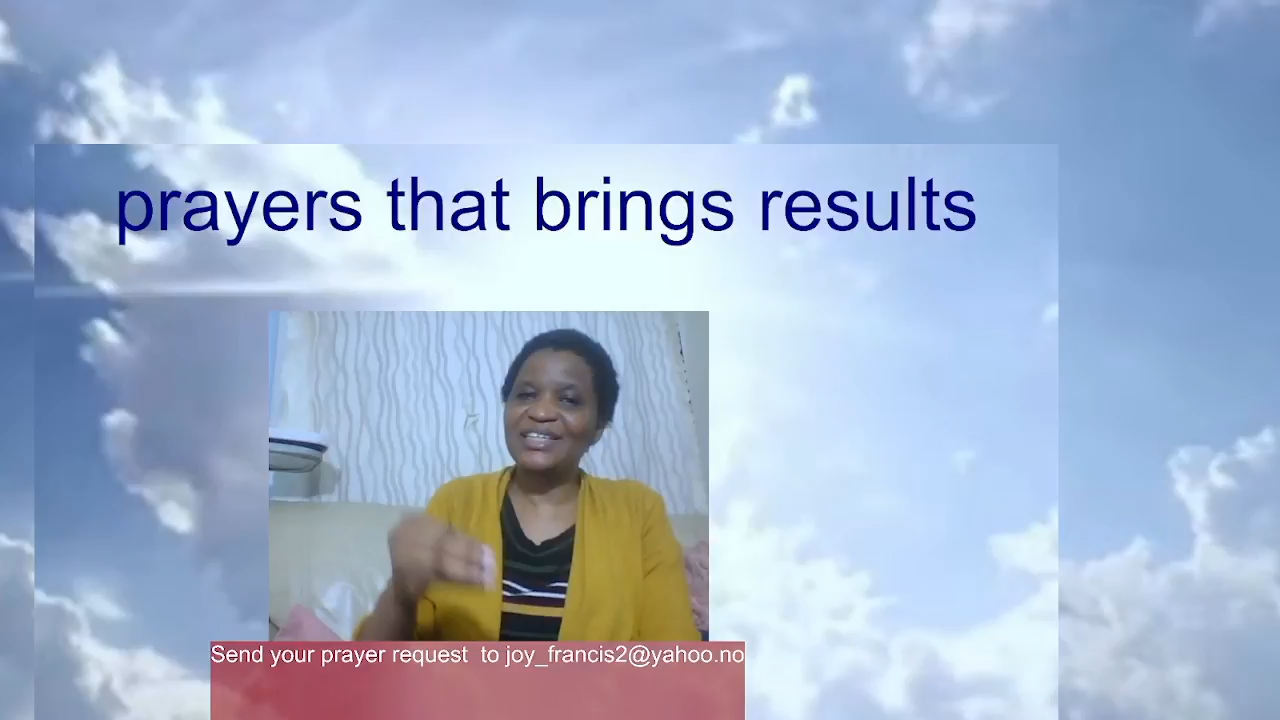 prayers that brings results
Send your prayer request  to joy_francis2@yahoo.no